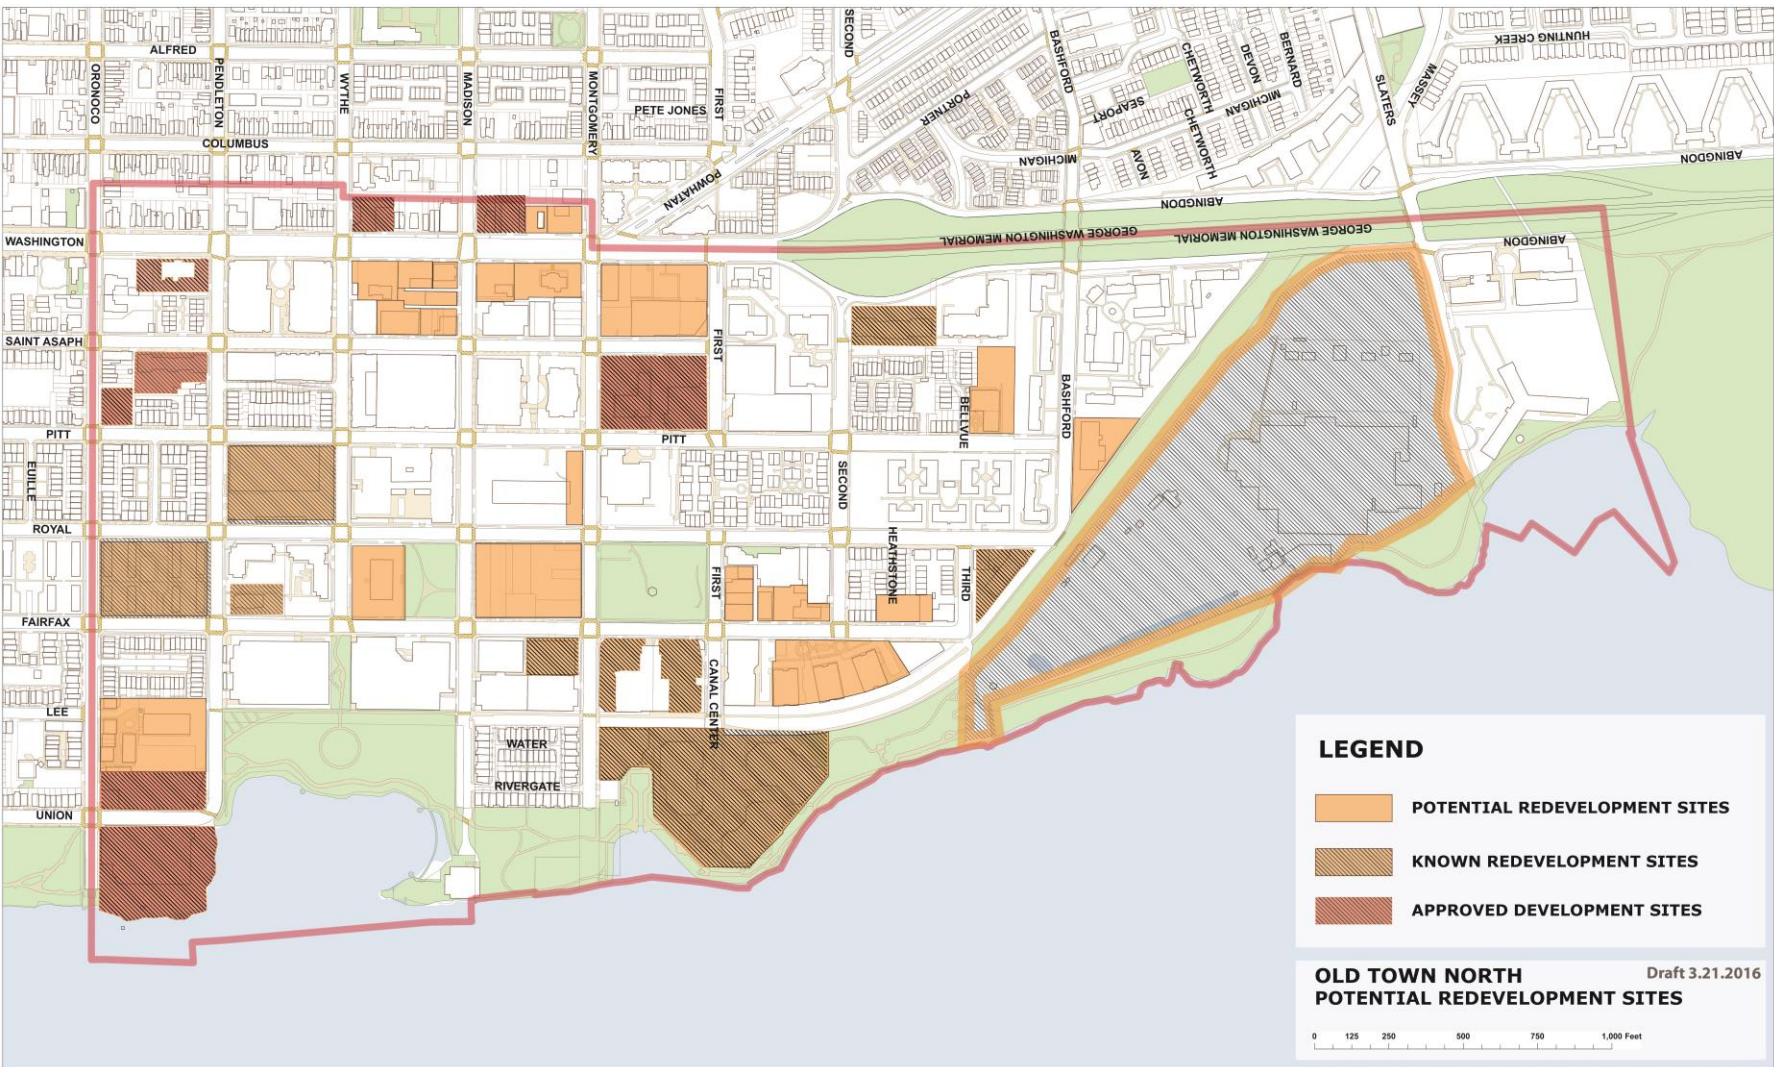 ALFRED
ORONOCO
PENDLETON
WYTHE
MADISON
MONTGOMERY
PETE JONES
FIRST
SECOND
COLUMBUS
POWHATAN
PORTNER
BASHFORD
SEAPORT
CHETWORTH
DEVON
BERNARD
MICHIGAN
CHETWORTH
AVON
MICHIGAN
SLATERS
MASSEY
HUNTING CREEK
ABINGDON
ABINGDON
WASHINGTON
GEORGE WASHINGTON MEMORIAL
GEORGE WASHINGTON MEMORIAL
GEORGE WASHINGTON MEMORIAL
ABINGDON
SAINT ASAPH
FIRST
BELLVUE
BASHFORD
PITT
PITT
EUILLE
SECOND
ROYAL
FIRST
HEATHSTONE
THIRD
FAIRFAX
CANAL CENTER
LEE
WATER
RIVERGATE
UNION
LEGEND
POTENTIAL REDEVELOPMENT SITES
KNOWN REDEVELOPMENT SITES
APPROVED DEVELOPMENT SITES
OLD TOWN NORTH
Draft 3.21.2016
POTENTIAL REDEVELOPMENT SITES
0 125 250 500 750 1,000 Feet